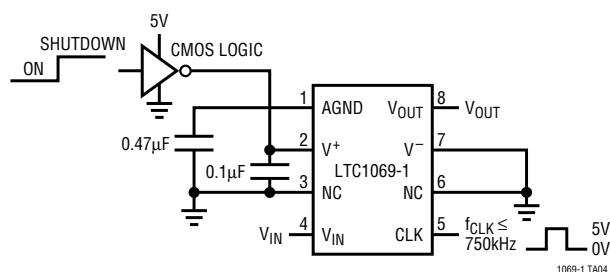 5V
SHUTDOWN
ON
CMOS LOGIC
1
AGND
VOUT
8
VOUT
0.47µF
2
V+
V−
7
0.1µF
LTC1069-1
3
NC
NC
6
VIN
4
VIN
CLK
5
fCLK ≤
750kHz
5V
0V
1069-1 TA04